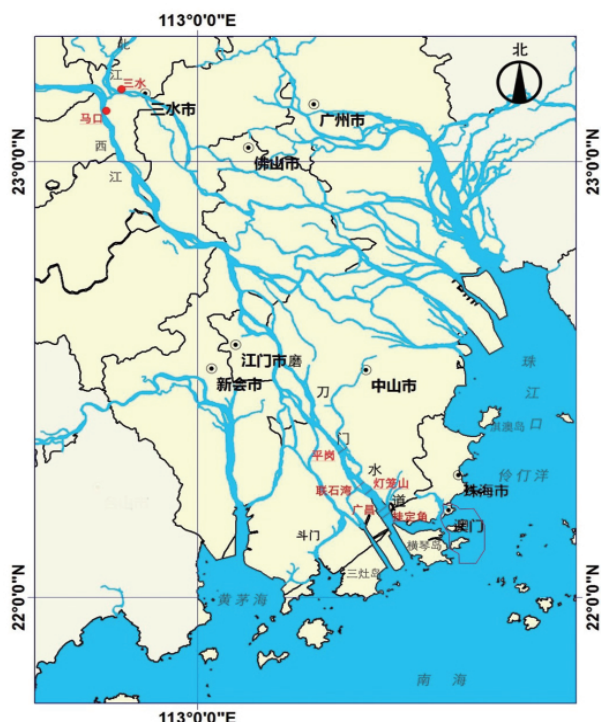 113°0'0"E
北
北
江
三水
三水市
马口
广州市
西
江
佛山市
23°0'0"N
23°0'0"N
珠
江
口
江门市
磨
新会市
刀
中山市
淇澳岛
门
平岗
伶仃洋
水
灯笼山
联石湾
道
珠海市
广昌
挂定角
澳门
斗门
横琴岛
三灶岛
22°0'0"N
黄茅海
22°0'0"N
南海
113°0'0"E